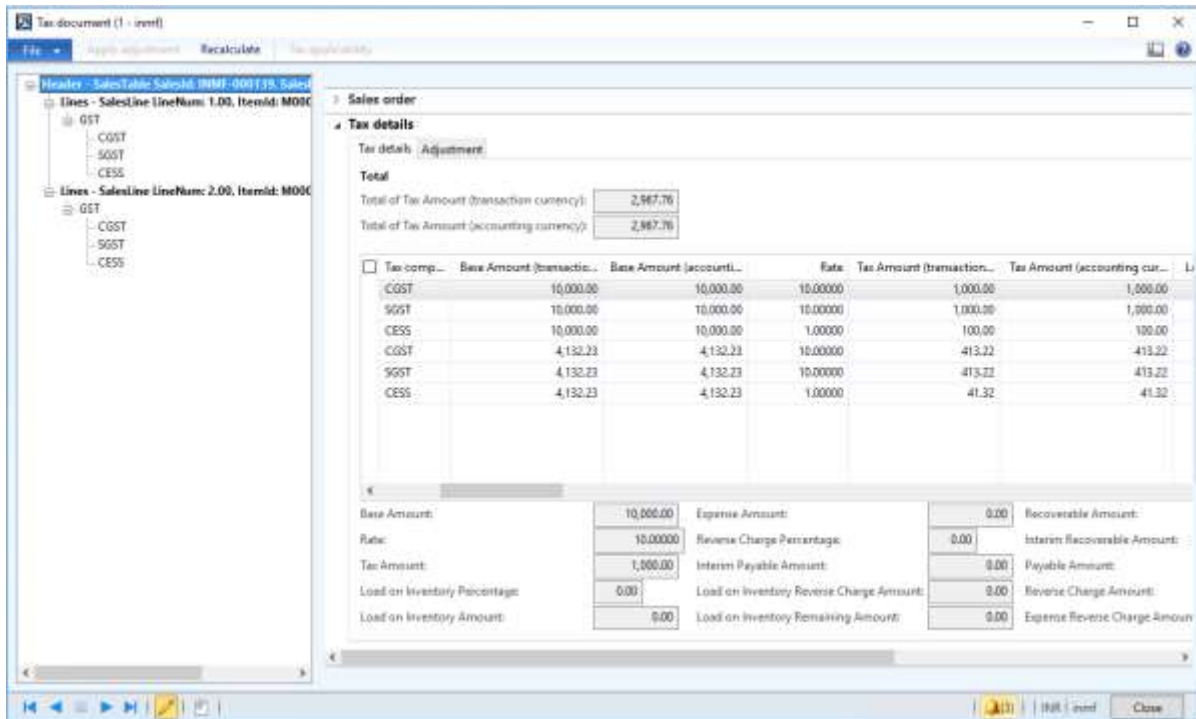 Tax document (1 - inmf)
File Apply adjustment Recalculate Tax applicability
Header - SalesTable SalesId: INMF-000139, Sales
Lines - SalesLine LineNum: 1.00, ItemId: M000
GST
CGST
SGST
CESS
Lines - SalesLine LineNum: 2.00, ItemId: M000
GST
CGST
SGST
CESS
Sales order
Tax details
Tax details Adjustment
Total
Total of Tax Amount (transaction currency): 2,967.76
Total of Tax Amount (accounting currency): 2,967.76
Tax comp... Base Amount (transactio... Base Amount (accounti... Rate Tax Amount (transaction... Tax Amount (accounting cur...
CGST 10,000.00 10,000.00 10.00000 1,000.00 1,000.00
SGST 10,000.00 10,000.00 10.00000 1,000.00 1,000.00
CESS 10,000.00 10,000.00 1.00000 100.00 100.00
CGST 4,132.23 4,132.23 10.00000 413.22 413.22
SGST 4,132.23 4,132.23 10.00000 413.22 413.22
CESS 4,132.23 4,132.23 1.00000 41.32 41.32
Base Amount: 10,000.00 Expense Amount: 0.00 Recoverable Amount:
Rate: 10.00000 Reverse Charge Percentage: 0.00 Interim Recoverable Amount:
Tax Amount: 1,000.00 Interim Payable Amount: 0.00 Payable Amount:
Load on Inventory Percentage: 0.00 Load on Inventory Reverse Charge Amount: 0.00 Reverse Charge Amount:
Load on Inventory Amount: 0.00 Load on Inventory Remaining Amount: 0.00 Expense Reverse Charge Amoun
(3) INR inmf Close